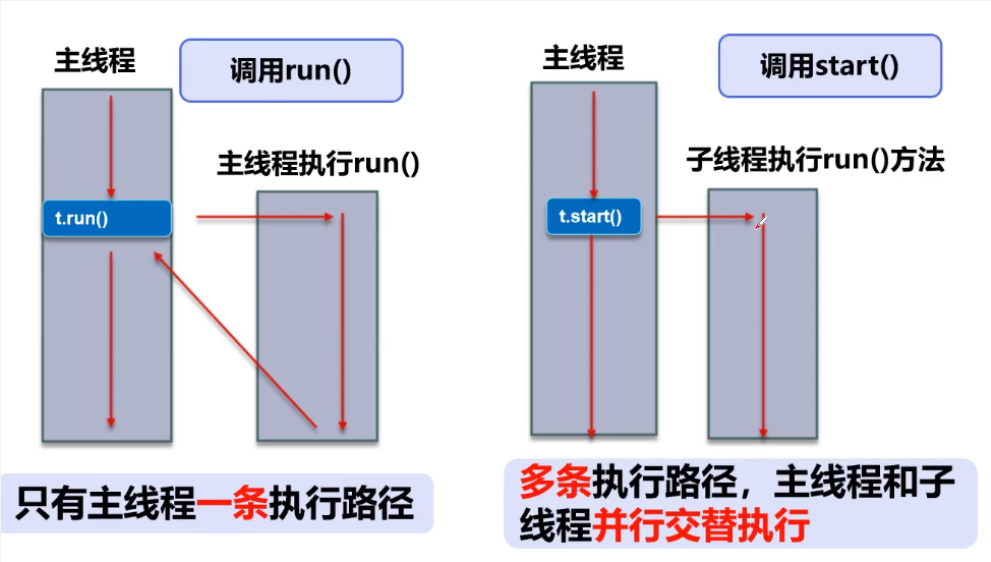 主线程
调用run()
主线程执行run()
t.run()
只有主线程一条执行路径
主线程
调用start()
子线程执行run()方法
t.start()
多条执行路径，主线程和子
线程并行交替执行